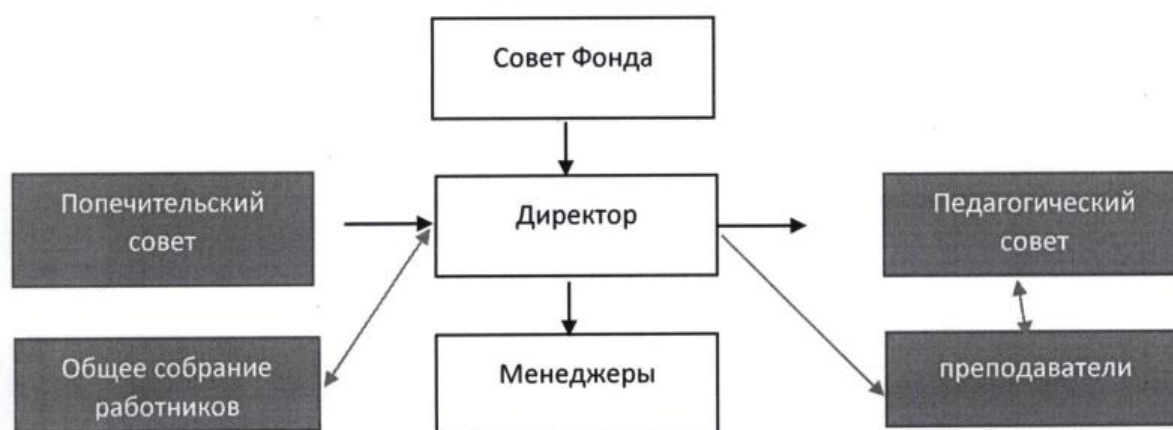 Совет Фонда
Попечительский
совет
Директор
Педагогический
совет
Общее собрание
работников
Менеджеры
преподаватели